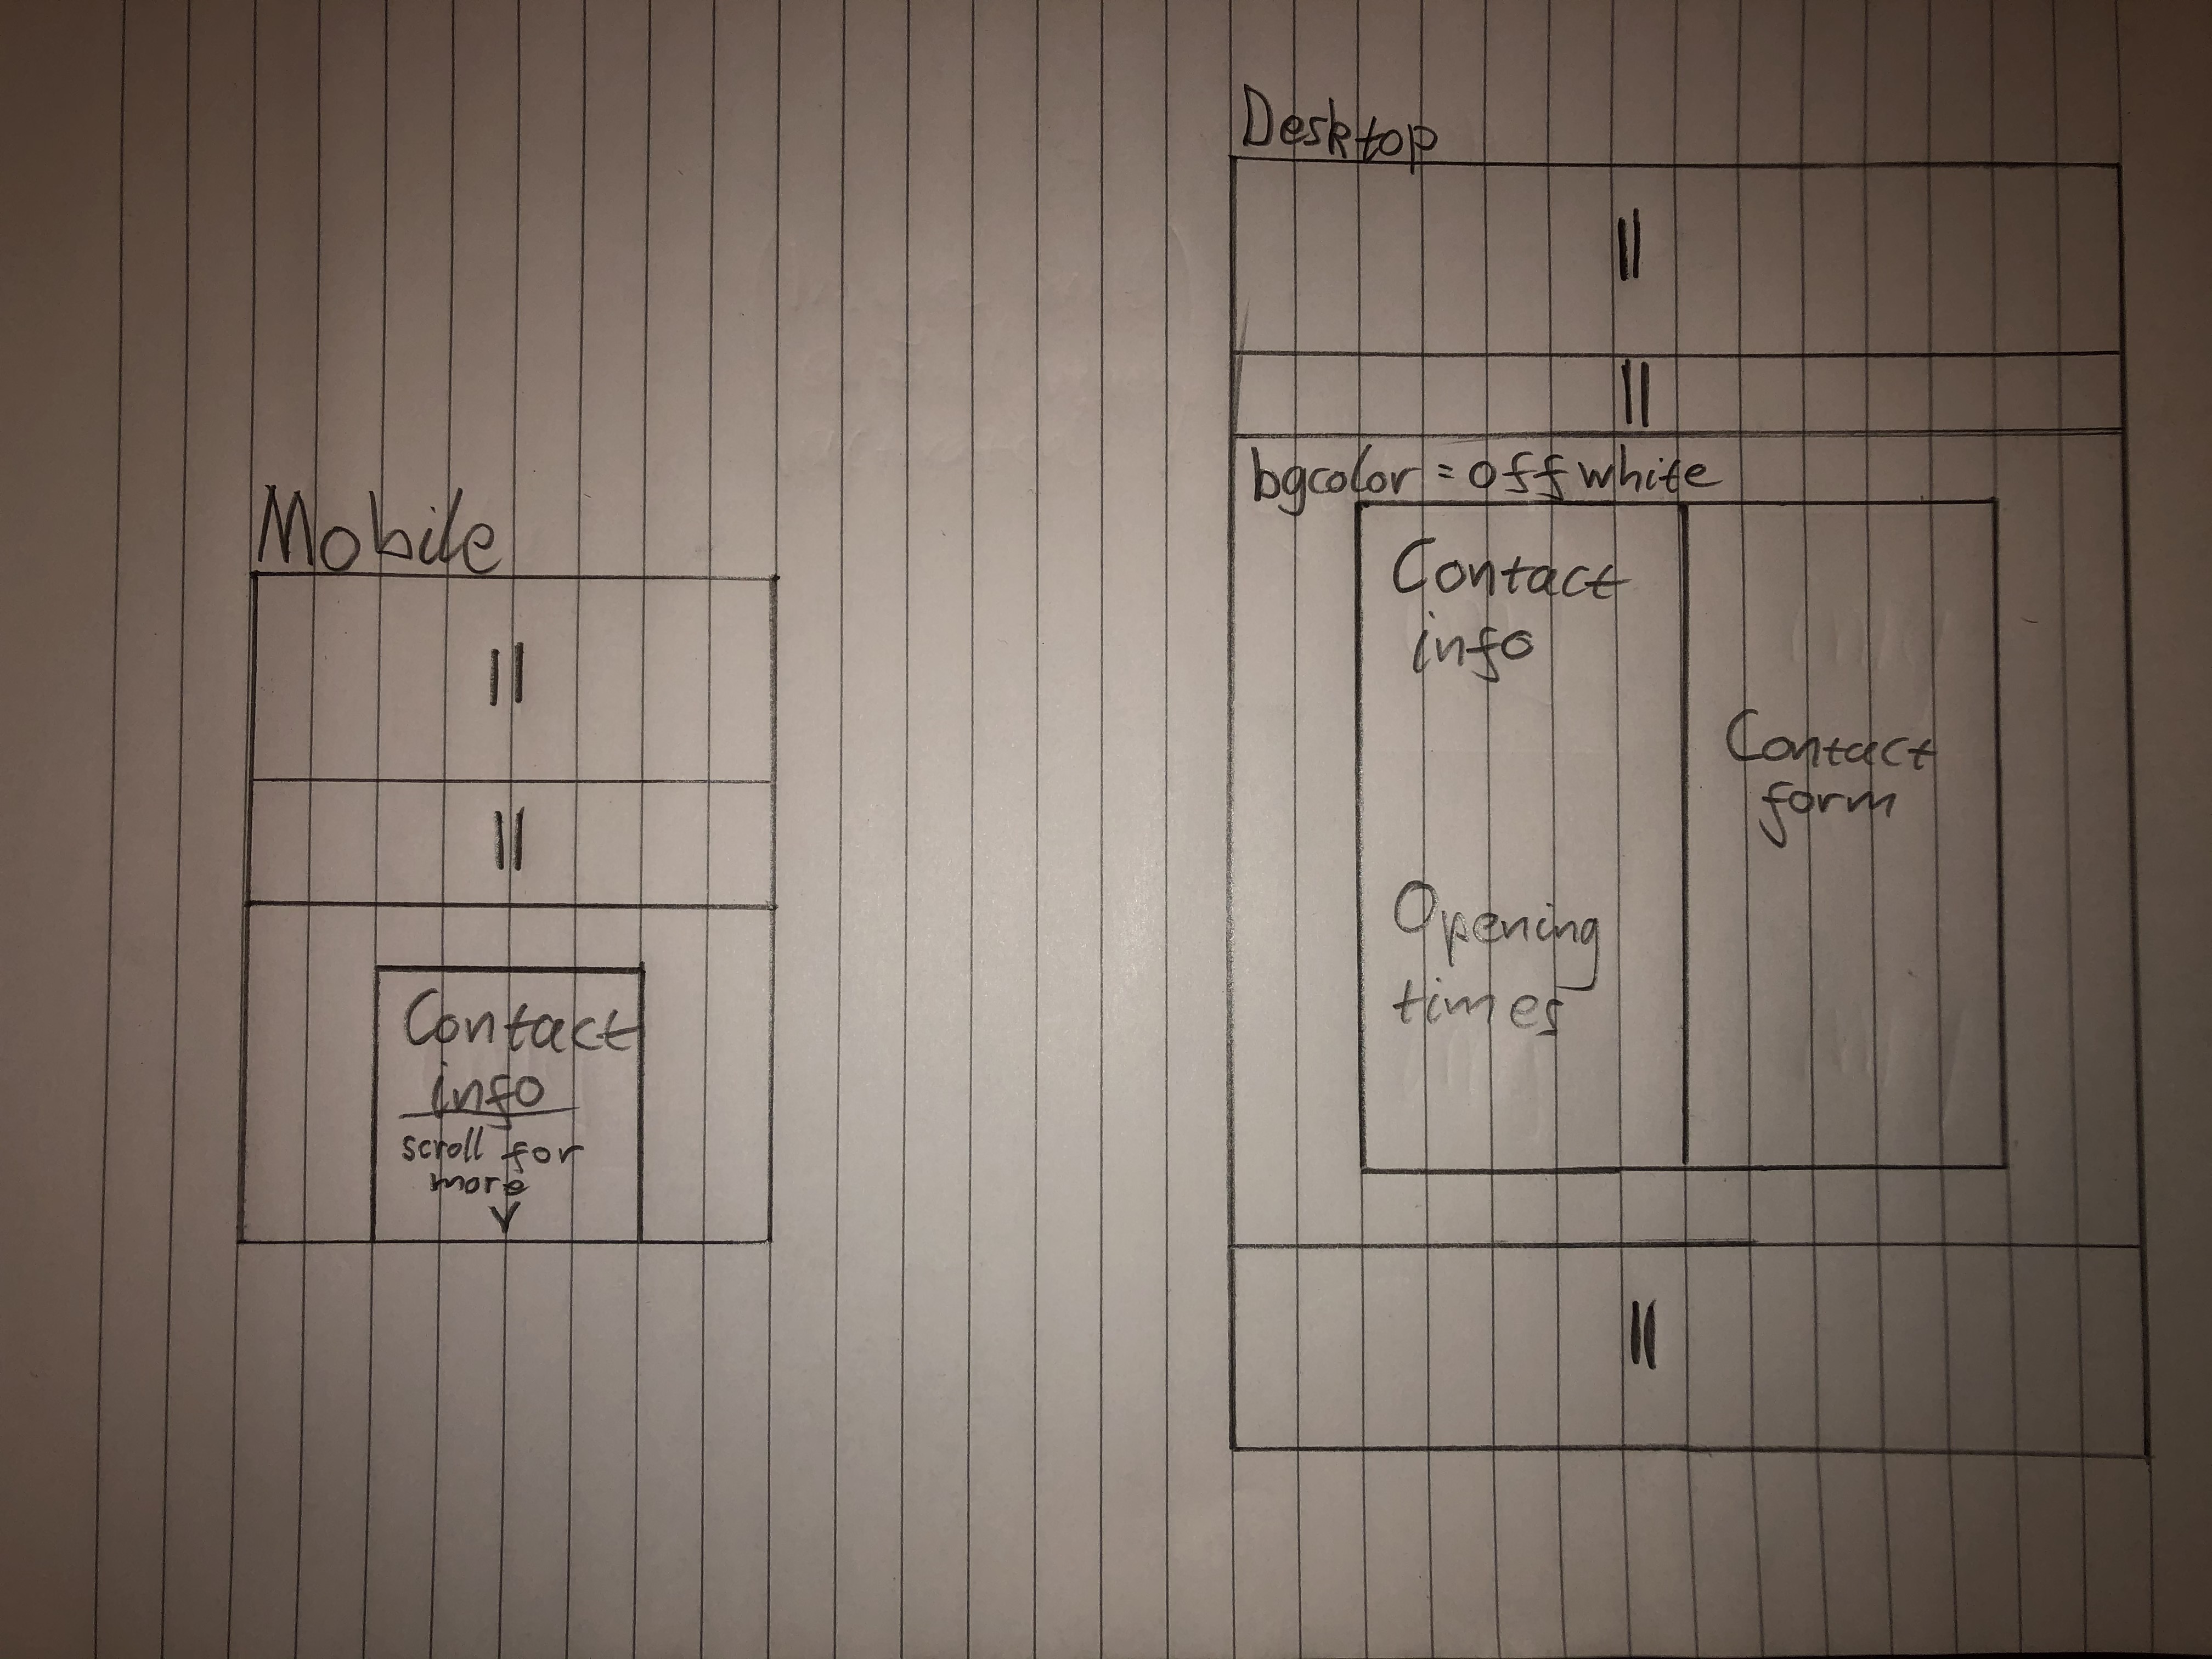 Mobile
=
=
Contact
info
scroll for
more
Desktop
=
=
bgcolor = off white
Contact
info
Opening
times
Contact
form
=